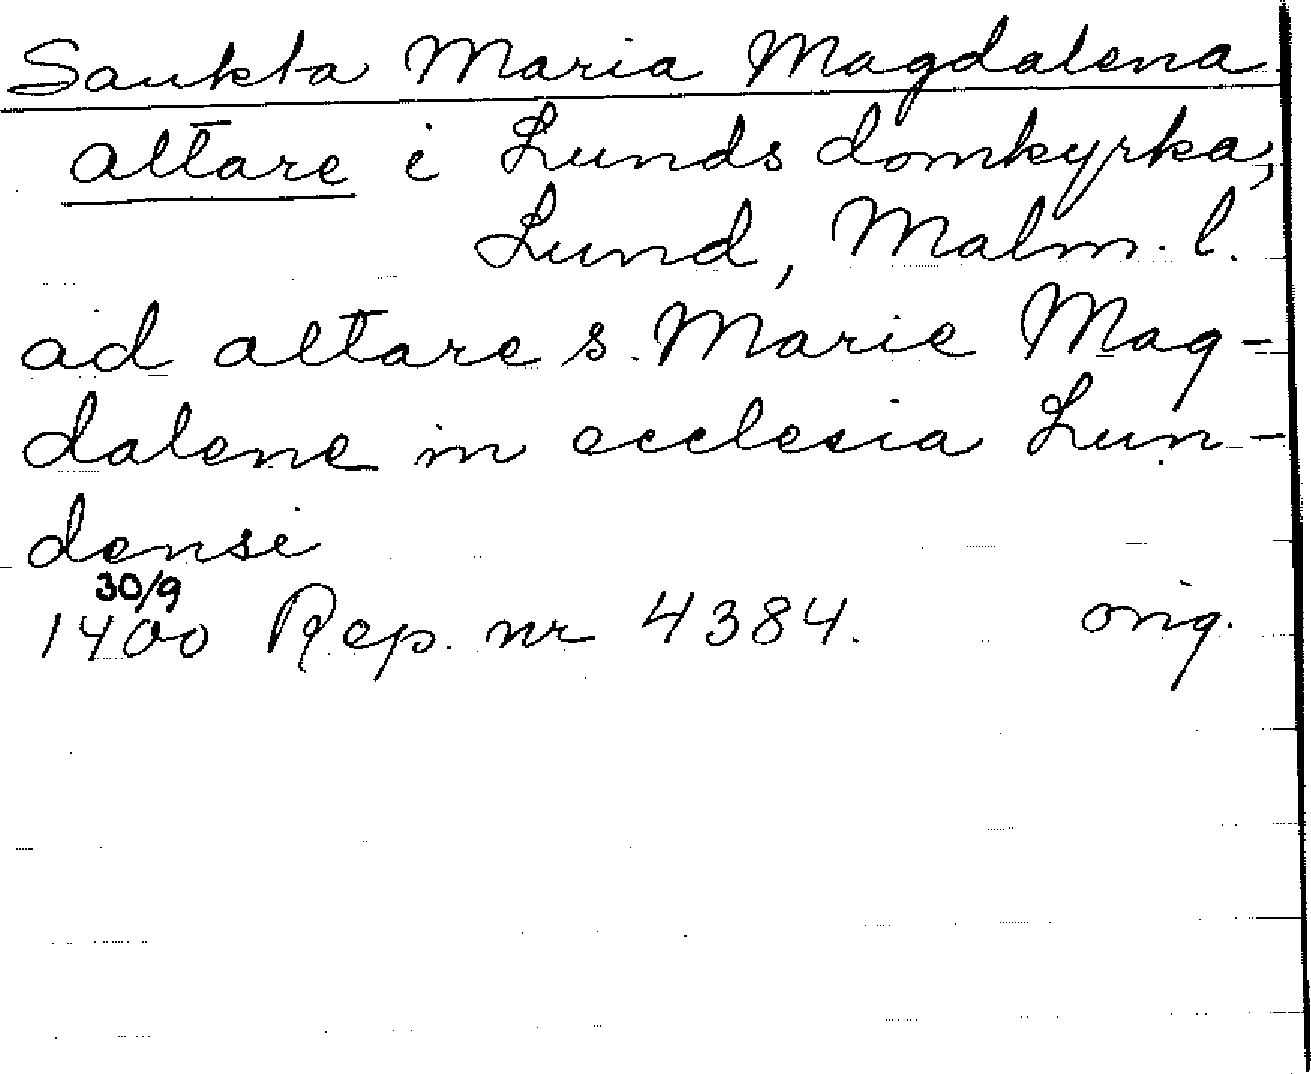 Sankta Maria Magdalena
altare i Lunds domkyrka,
Lund, Malm. l.
ad altare s. Marie Mag-
dalene in ecclesia Lun-
densi
30/9
1400 Rep. nr 4384. orig.